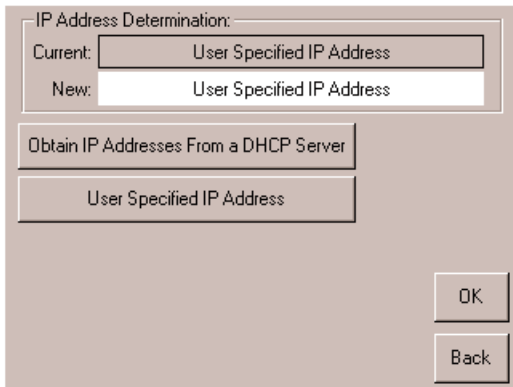 IP Address Determination:
Current: User Specified IP Address
New: User Specified IP Address
Obtain IP Addresses From a DHCP Server
User Specified IP Address
OK
Back